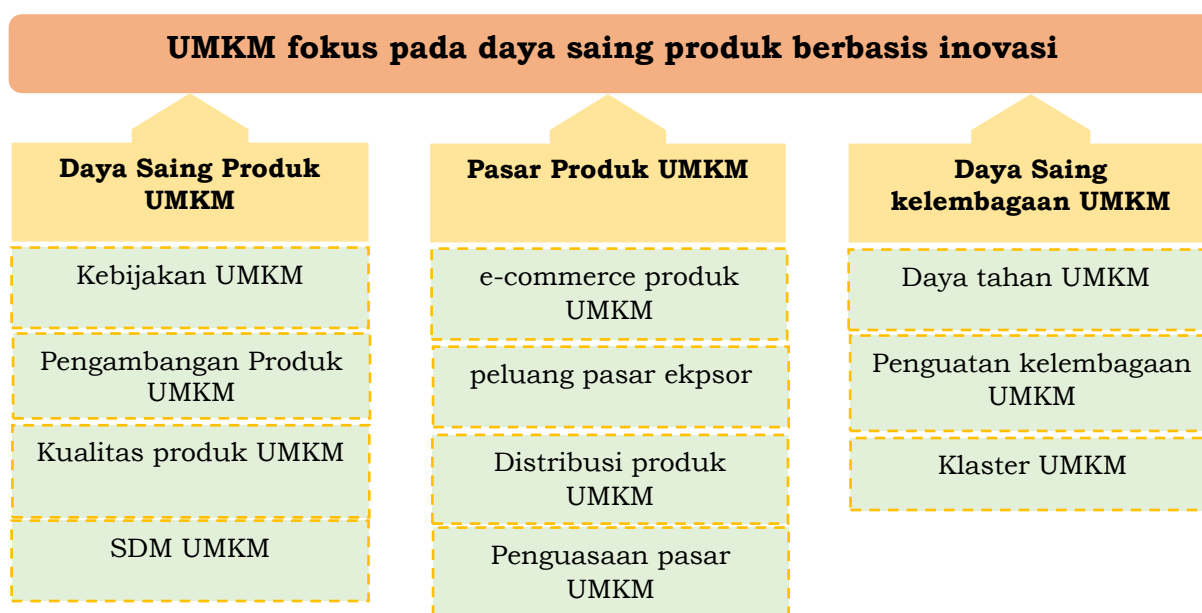 UMKM fokus pada daya saing produk berbasis inovasi
Daya Saing Produk
UMKM
Kebijakan UMKM
Pengambangan Produk
UMKM
Kualitas produk UMKM
SDM UMKM
Pasar Produk UMKM
e-commerce produk
UMKM
peluang pasar ekpsor
Distribusi produk
UMKM
Penguasaan pasar
UMKM
Daya Saing
kelembagaan UMKM
Daya tahan UMKM
Penguatan kelembagaan
UMKM
Klaster UMKM